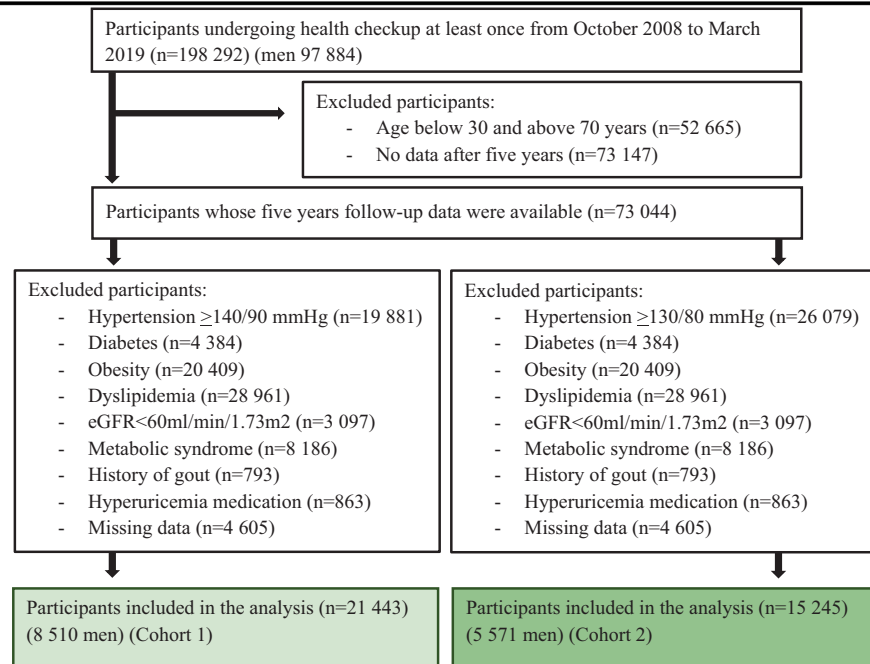 Participants undergoing health checkup at least once from October 2008 to March
2019 (n=198 292) (men 97 884)
Excluded participants:
- Age below 30 and above 70 years (n=52 665)
- No data after five years (n=73 147)
Participants whose five years follow-up data were available (n=73 044)
Excluded participants:
- Hypertension ≥140/90 mmHg (n=19 881)
- Diabetes (n=4 384)
- Obesity (n=20 409)
- Dyslipidemia (n=28 961)
- eGFR<60ml/min/1.73m2 (n=3 097)
- Metabolic syndrome (n=8 186)
- History of gout (n=793)
- Hyperuricemia medication (n=863)
- Missing data (n=4 605)
Excluded participants:
- Hypertension ≥130/80 mmHg (n=26 079)
- Diabetes (n=4 384)
- Obesity (n=20 409)
- Dyslipidemia (n=28 961)
- eGFR<60ml/min/1.73m2 (n=3 097)
- Metabolic syndrome (n=8 186)
- History of gout (n=793)
- Hyperuricemia medication (n=863)
- Missing data (n=4 605)
Participants included in the analysis (n=21 443)
(8 510 men) (Cohort 1)
Participants included in the analysis (n=15 245)
(5 571 men) (Cohort 2)